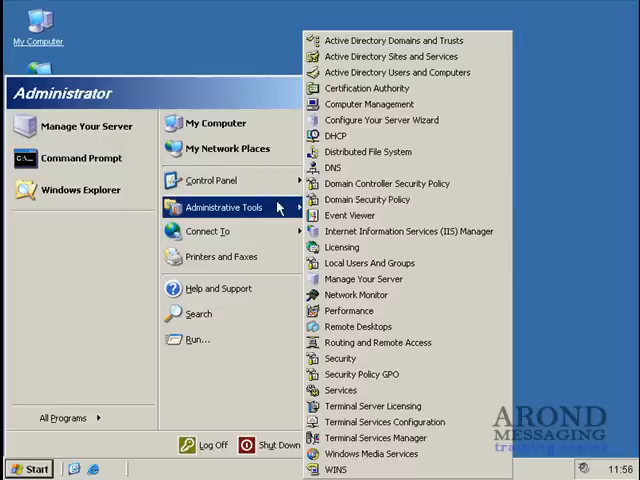 My Computer
Administrator
Manage Your Server
Command Prompt
Windows Explorer
All Programs
My Computer
My Network Places
Control Panel
Administrative Tools
Connect To
Printers and Faxes
Help and Support
Search
Run...
Log Off
Shut Down
Active Directory Domains and Trusts
Active Directory Sites and Services
Active Directory Users and Computers
Certification Authority
Computer Management
Configure Your Server Wizard
DHCP
Distributed File System
DNS
Domain Controller Security Policy
Domain Security Policy
Event Viewer
Internet Information Services (IIS) Manager
Licensing
Local Users And Groups
Manage Your Server
Network Monitor
Performance
Remote Desktops
Routing and Remote Access
Security
Security Policy GPO
Services
Terminal Server Licensing
Terminal Services Configuration
Terminal Services Manager
Windows Media Services
WINS
AROND
MESSAGING
training center
Start
11:56